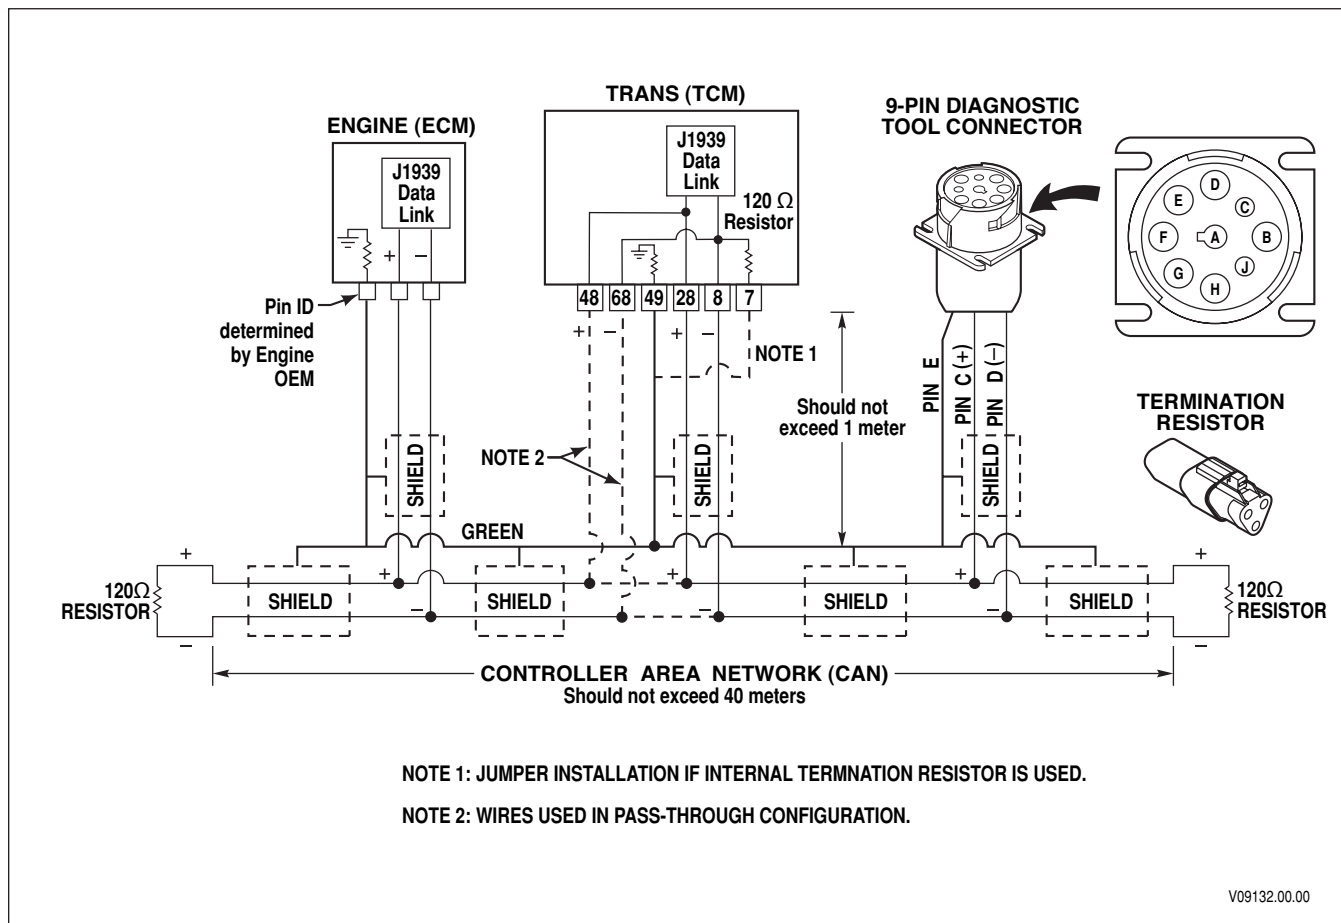 ENGINE (ECM)
J1939
Data
Link
+
–
Pin ID
determined
by Engine
OEM
TRANS (TCM)
J1939
Data
Link
120 Ω
Resistor
48
68
49
28
8
7
+
–
+
–
NOTE 1
NOTE 2
9-PIN DIAGNOSTIC
TOOL CONNECTOR
D
E
C
F
A
B
G
J
H
Should not
exceed 1 meter
PIN E
PIN C (+)
PIN D (–)
TERMINATION
RESISTOR
SHIELD
SHIELD
SHIELD
GREEN
+
120Ω
RESISTOR
–
SHIELD
+
–
SHIELD
+
–
SHIELD
+
–
SHIELD
+
120Ω
RESISTOR
–
CONTROLLER AREA NETWORK (CAN)
Should not exceed 40 meters
NOTE 1: JUMPER INSTALLATION IF INTERNAL TERMNATION RESISTOR IS USED.
NOTE 2: WIRES USED IN PASS-THROUGH CONFIGURATION.
V09132.00.00